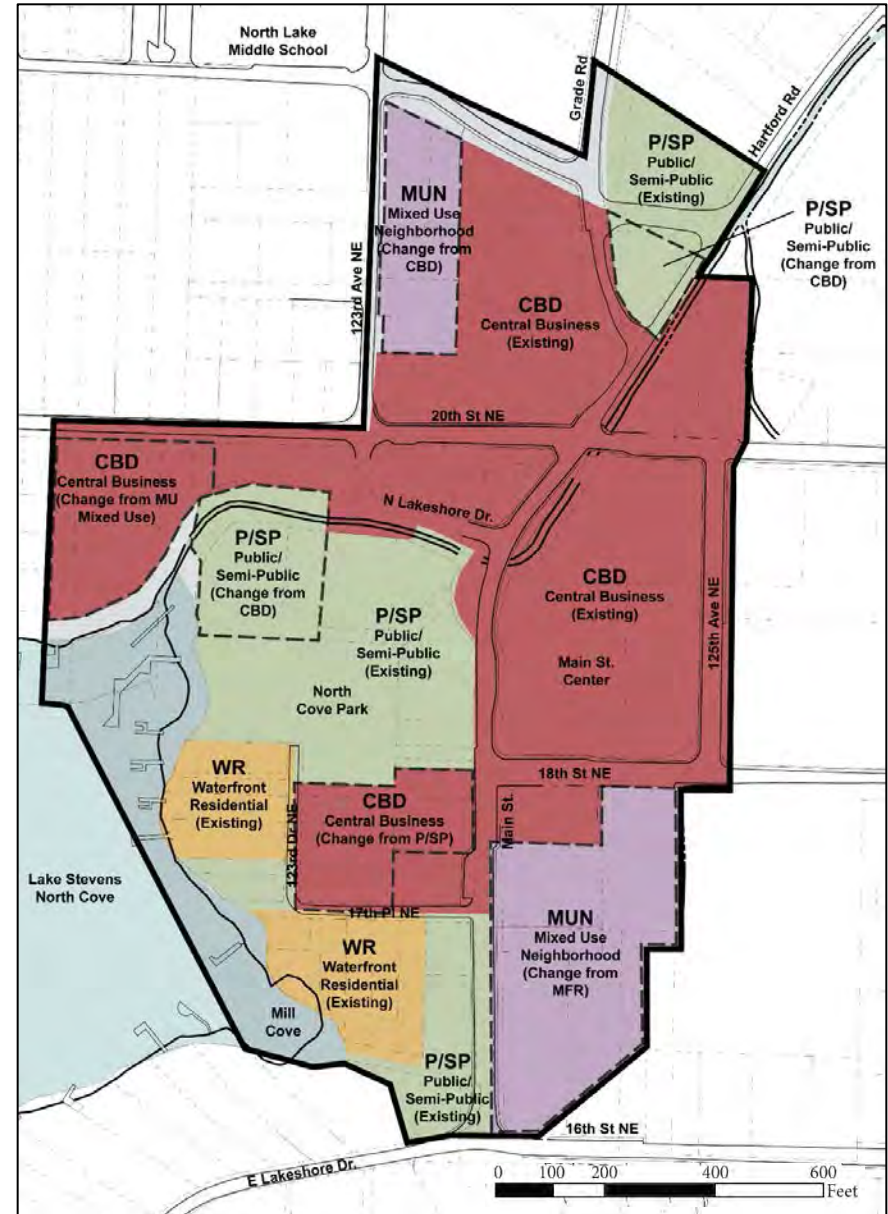 North Lake
Middle School
Grade Rd
Hartford Rd
P/SP
Public/
Semi-Public
(Existing)
MUN
Mixed Use
Neighborhood
(Change from
CBD)
P/SP
Public/
Semi-Public
(Change from
CBD)
123rd Ave NE
CBD
Central Business
(Existing)
20th St NE
CBD
Central Business
(Change from MU
Mixed Use)
N Lakeshore Dr.
P/SP
Public/
Semi-Public
(Change from
CBD)
CBD
Central Business
(Existing)
125th Ave NE
P/SP
Public/
Semi-Public
(Existing)
Main St.
Center
North
Cove Park
18th St NE
WR
Waterfront
Residential
(Existing)
123rd Dr NE
CBD
Central Business
(Change from P/SP)
Main St.
Lake Stevens
North Cove
17th Pl NE
MUN
Mixed Use
Neighborhood
(Change from
MFR)
WR
Waterfront
Residential
(Existing)
Mill
Cove
P/SP
Public/
Semi-Public
(Existing)
16th St NE
E Lakeshore Dr.
0 100 200 400 600
Feet